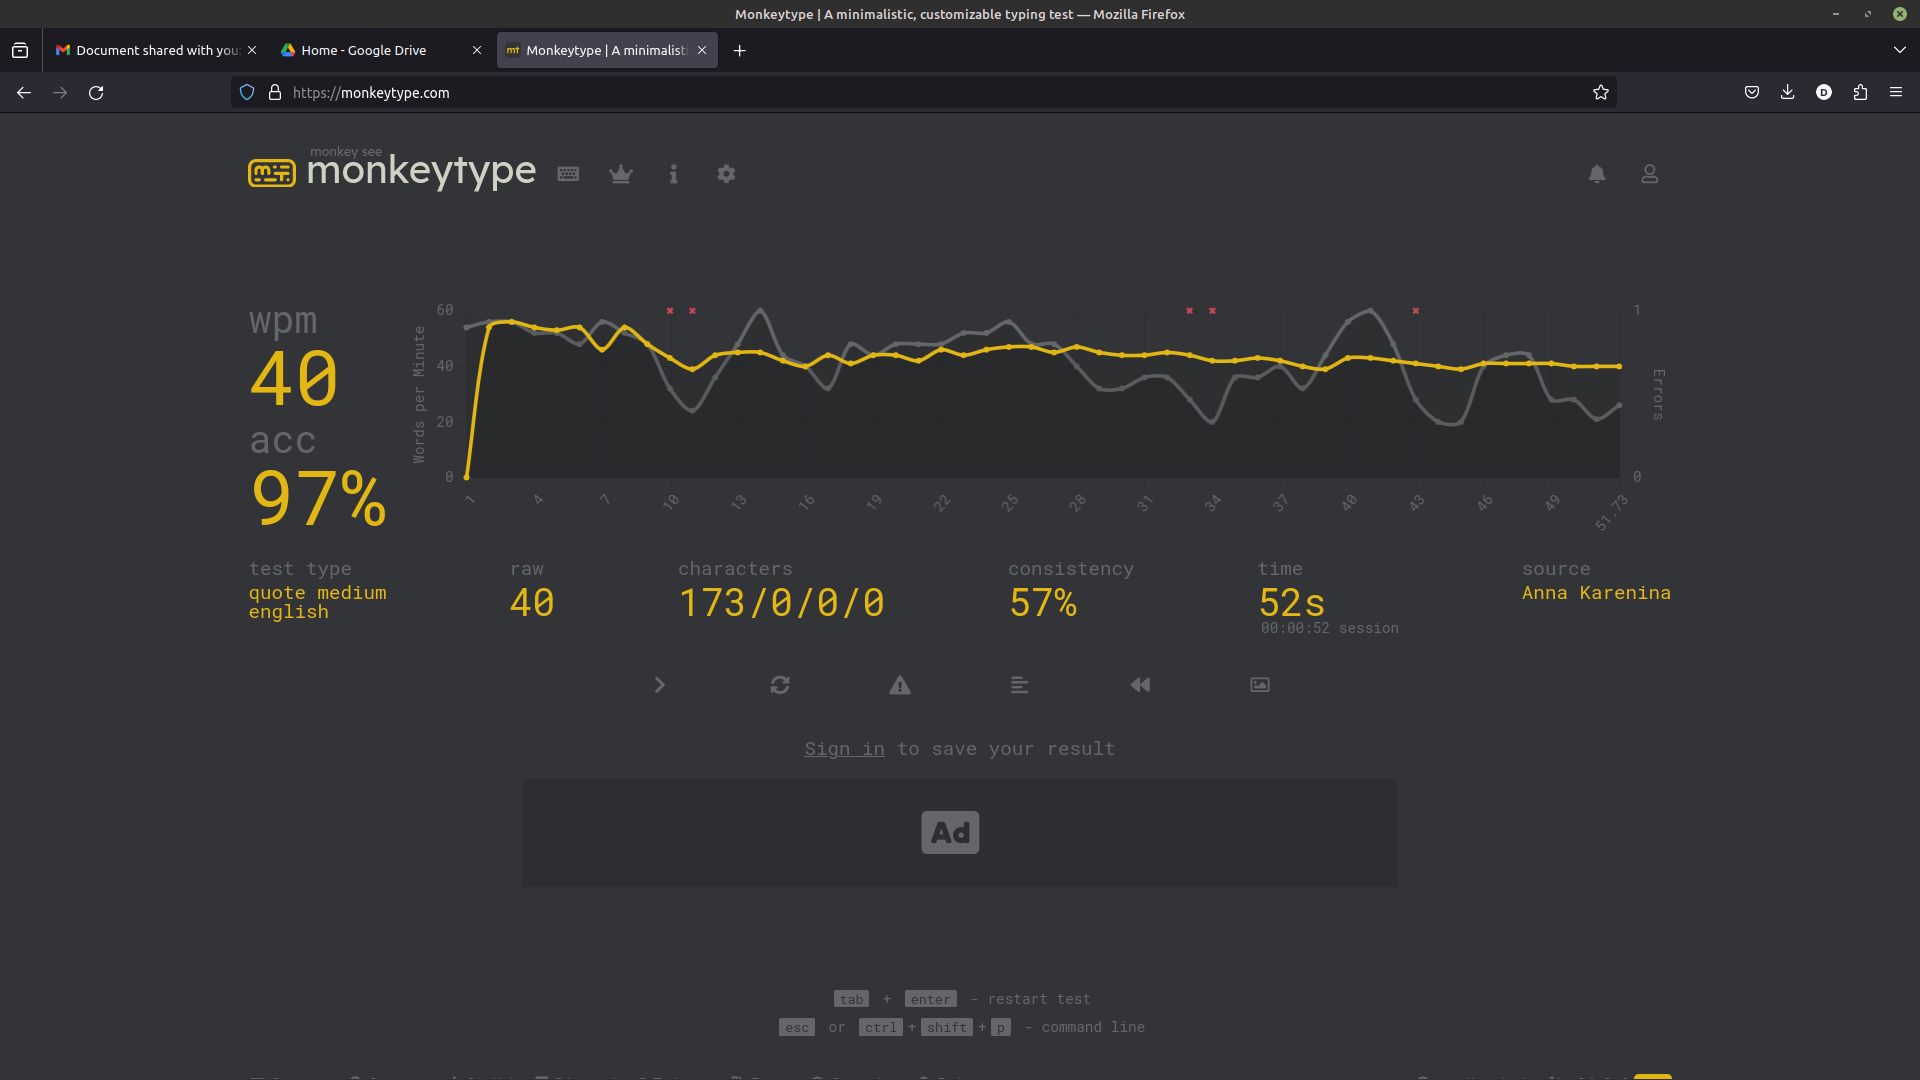 Monkeytype | A minimalistic, customizable typing test — Mozilla Firefox
Document shared with you:
Home - Google Drive
mt Monkeytype | A minimalisti
https://monkeytype.com
D
monkey see
monkeytype
wpm
40
acc
97%
Words per Minute
60
40
20
0
1 4 7 10 13 16 19 22 25 28 31 34 37 40 43 46 49 51.73
1
0
Errors
test type
quote medium
english
raw
40
characters
173/0/0/0
consistency
57%
time
52s
00:00:52 session
source
Anna Karenina
Sign in to save your result
Ad
tab + enter - restart test
esc or ctrl + shift + p - command line